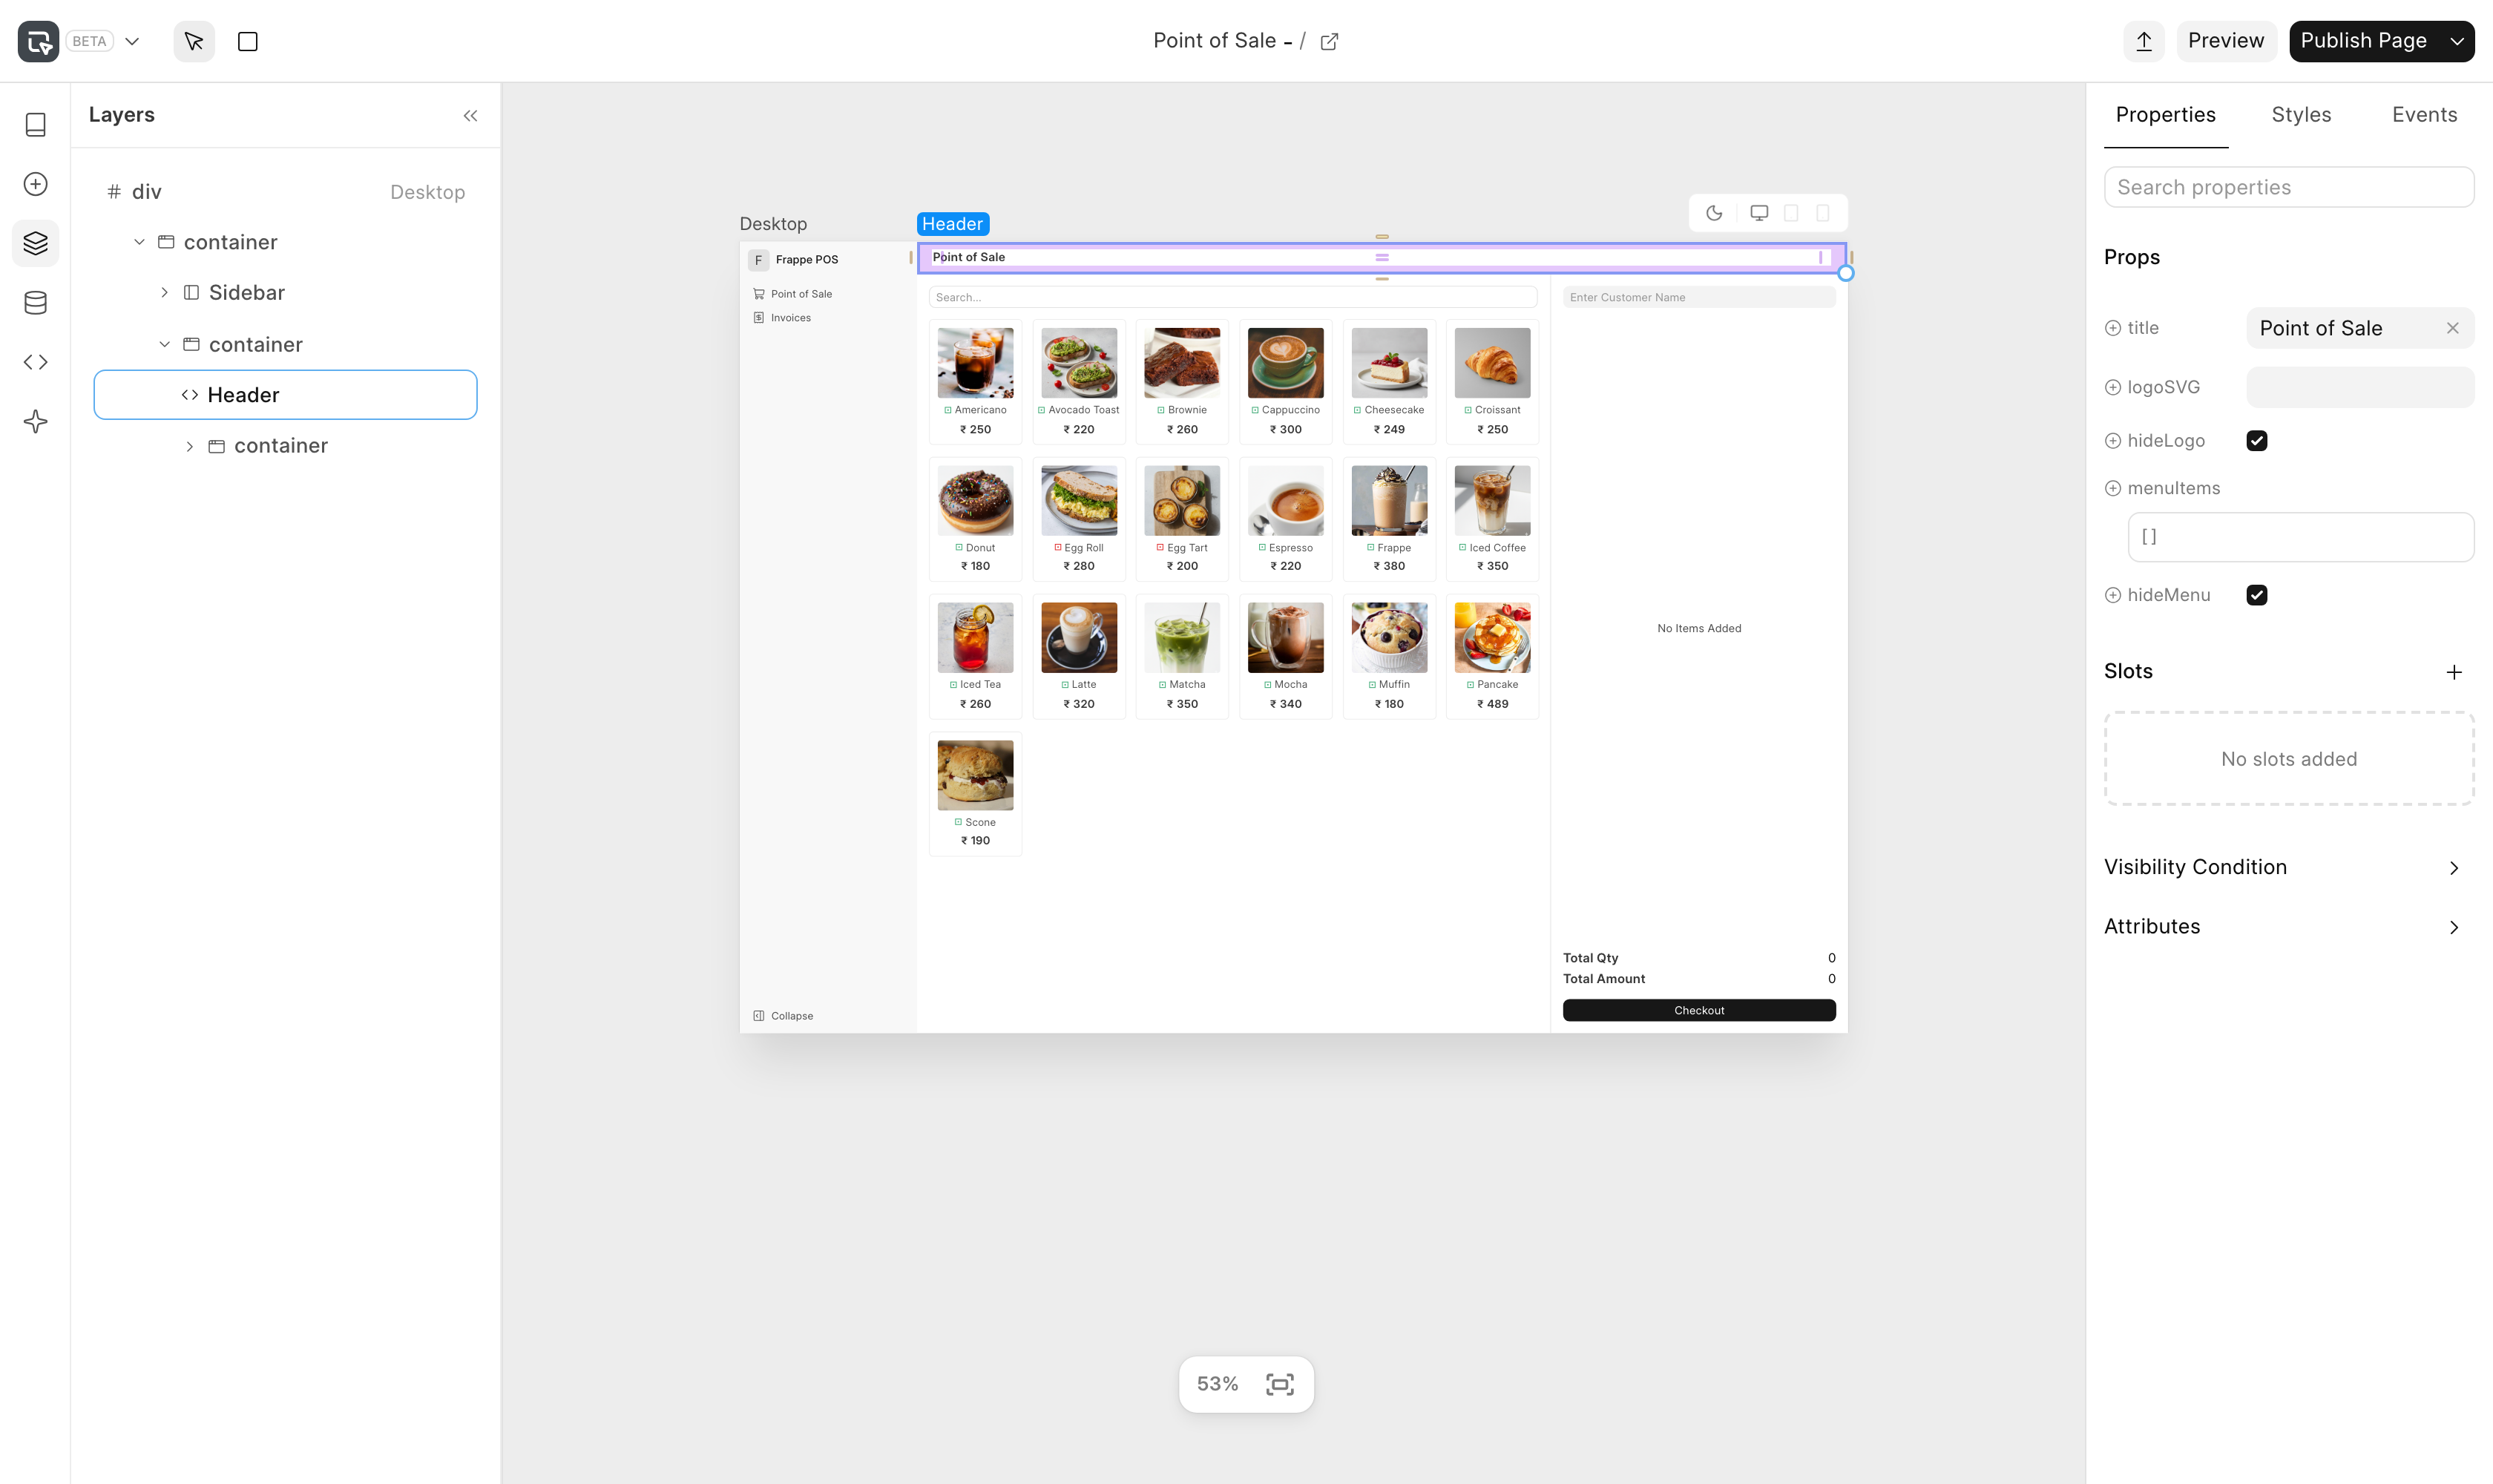 BETA
Point of Sale - /
Preview
Publish Page
Layers
# div
Desktop
container
Sidebar
container
Header
container
Desktop
Header
F
Frappe POS
Point of Sale
Invoices
Collapse
Point of Sale
Search...
Americano
₹ 250
Avocado Toast
₹ 220
Brownie
₹ 260
Cappuccino
₹ 300
Cheesecake
₹ 249
Croissant
₹ 250
Donut
₹ 180
Egg Roll
₹ 280
Egg Tart
₹ 200
Espresso
₹ 220
Frappe
₹ 380
Iced Coffee
₹ 350
Iced Tea
₹ 260
Latte
₹ 320
Matcha
₹ 350
Mocha
₹ 340
Muffin
₹ 180
Pancake
₹ 489
Scone
₹ 190
Enter Customer Name
No Items Added
Total Qty 0
Total Amount 0
Checkout
53%
Properties
Styles
Events
Search properties
Props
title
Point of Sale
logoSVG
hideLogo
menuItems
[]
hideMenu
Slots
No slots added
Visibility Condition
Attributes